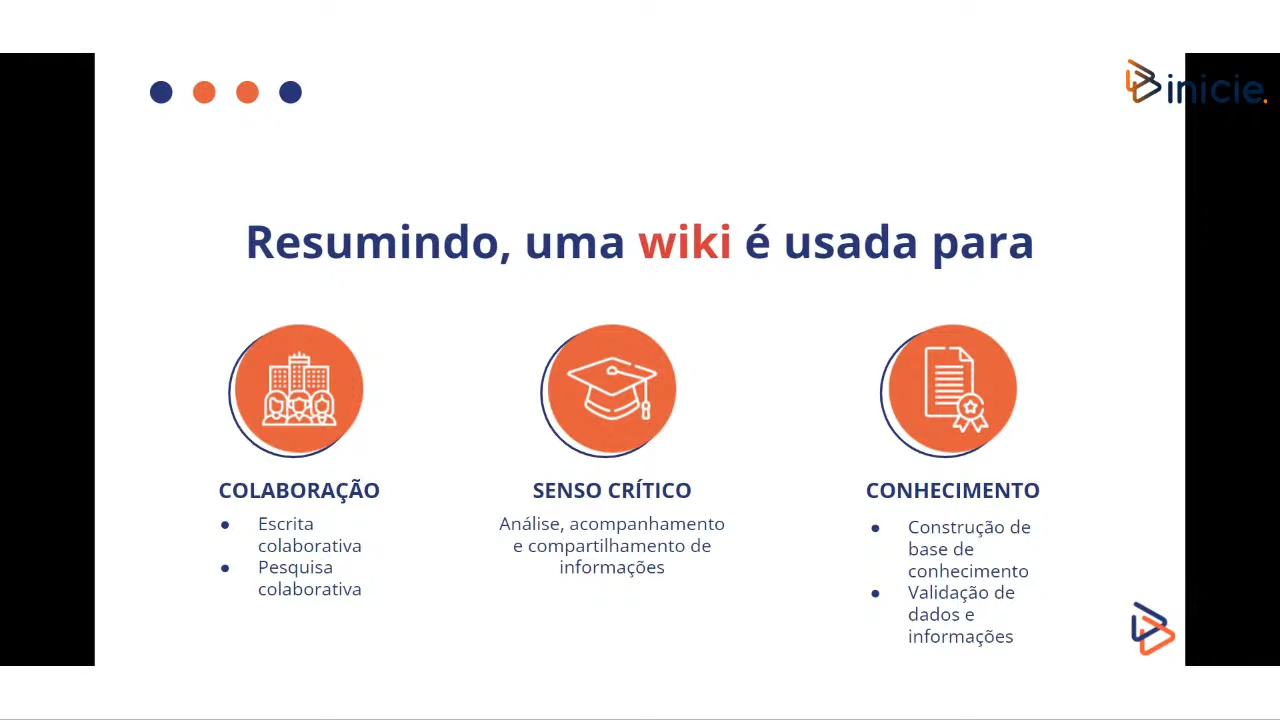 inicie.
Resumindo, uma wiki é usada para
COLABORAÇÃO
● Escrita
colaborativa
● Pesquisa
colaborativa
SENSO CRÍTICO
Análise, acompanhamento
e compartilhamento de
informações
CONHECIMENTO
● Construção de
base de
conhecimento
● Validação de
dados e
informações